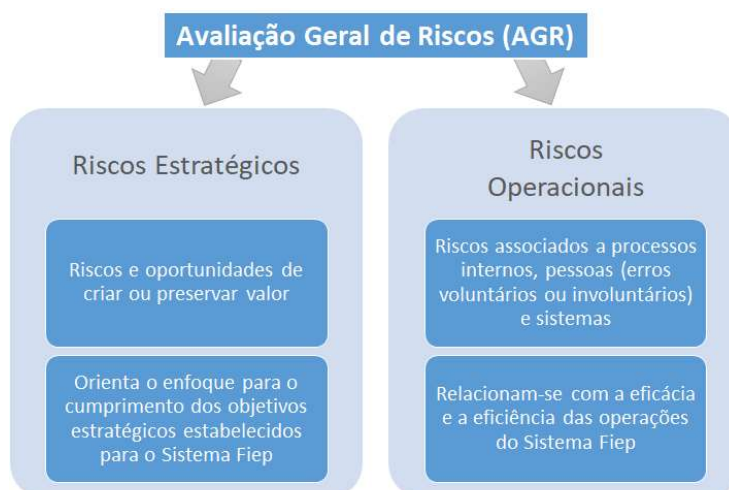 Avaliação Geral de Riscos (AGR)
Riscos Estratégicos
Riscos e oportunidades de
criar ou preservar valor
Orienta o enfoque para o
cumprimento dos objetivos
estratégicos estabelecidos
para o Sistema Fiep
Riscos
Operacionais
Riscos associados a processos
internos, pessoas (erros
voluntários ou involuntários)
e sistemas
Relacionam-se com a eficácia
e a eficiência das operações
do Sistema Fiep